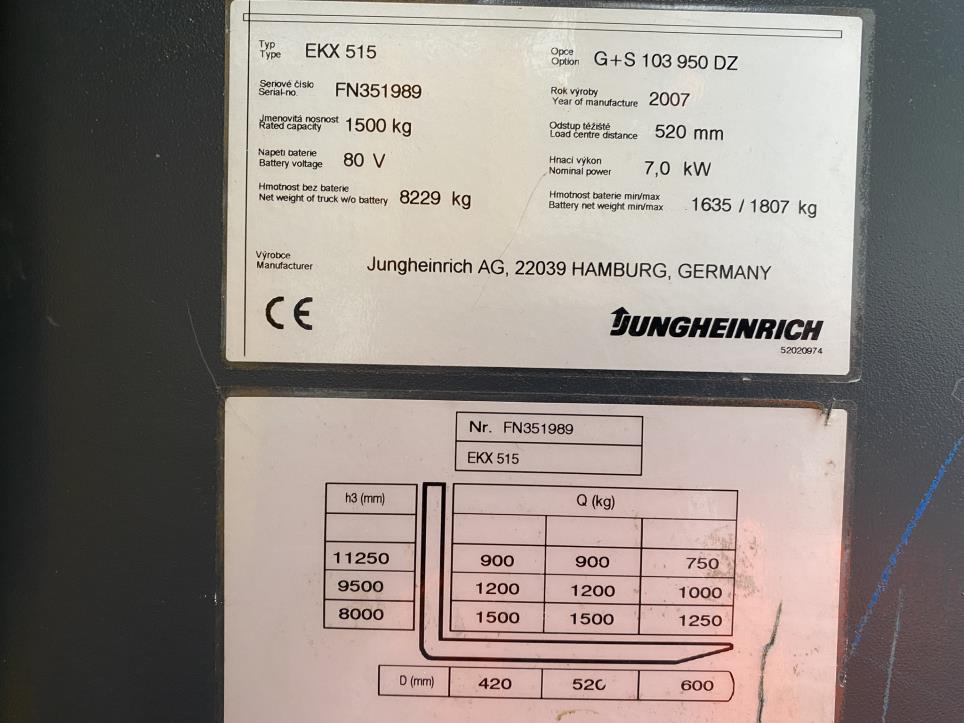 Typ
Type EKX 515
Opce
Option G+S 103 950 DZ
Seriové číslo
Serial-no. FN351989
Rok výroby
Year of manufacture 2007
Jmenovitá nosnost
Rated capacity 1500 kg
Odstup těžiště
Load centre distance 520 mm
Napeti baterie
Battery voltage 80 V
Hnací výkon
Nominal power 7,0 kW
Hmotnost bez baterie
Net weight of truck w/o battery 8229 kg
Hmotnost baterie min/max
Battery net weight min/max 1635 / 1807 kg
Výrobce
Manufacturer Jungheinrich AG, 22039 HAMBURG, GERMANY
CE
JUNGHEINRICH
52020974
Nr. FN351989
EKX 515
h3 (mm) Q (kg)
11250 900 900 750
9500 1200 1200 1000
8000 1500 1500 1250
D (mm) 420 520 600